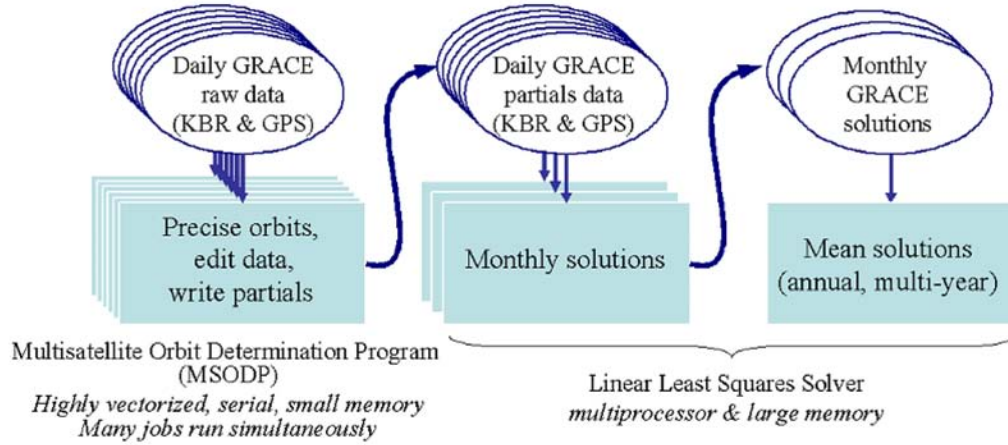 Daily GRACE
raw data
(KBR & GPS)
Daily GRACE
partials data
(KBR & GPS)
Monthly
GRACE
solutions
Precise orbits,
edit data,
write partials
Monthly solutions
Mean solutions
(annual, multi-year)
Multisatellite Orbit Determination Program
(MSODP)
Highly vectorized, serial, small memory
Many jobs run simultaneously
Linear Least Squares Solver
multiprocessor & large memory